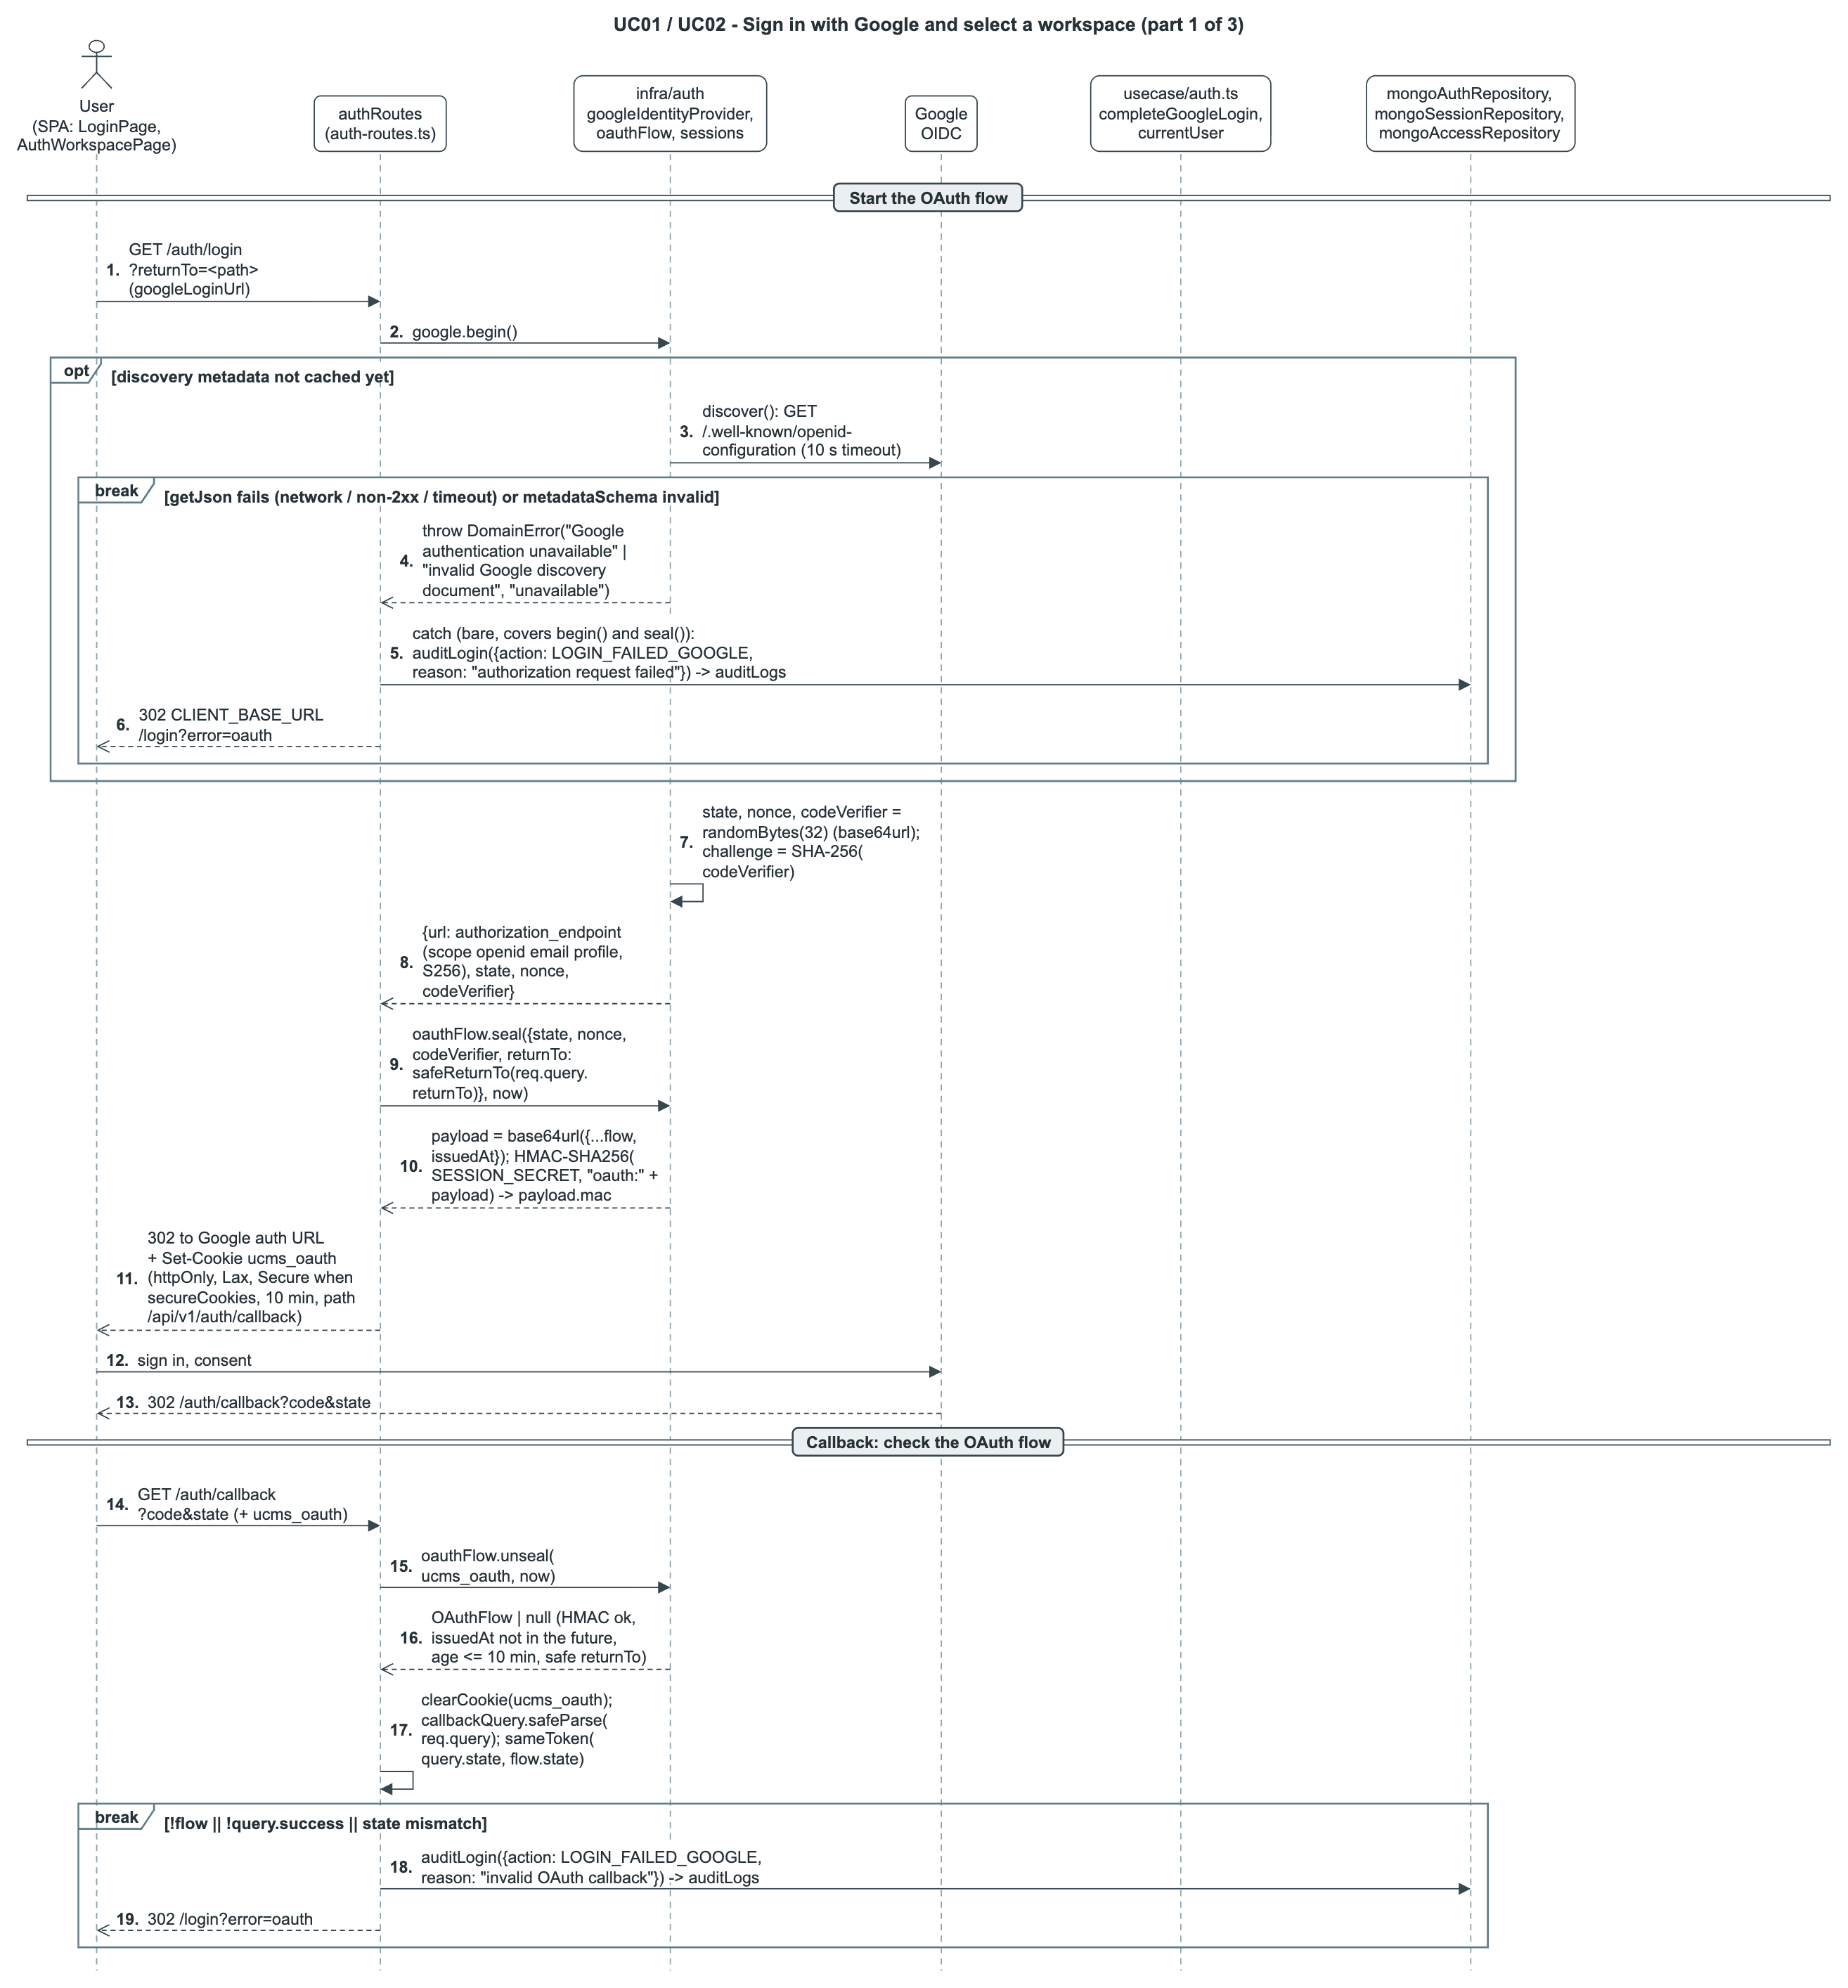 UC01 / UC02 - Sign in with Google and select a workspace (part 1 of 3)
User
(SPA: LoginPage,
AuthWorkspacePage)
authRoutes
(auth-routes.ts)
infra/auth
googleIdentityProvider,
oauthFlow, sessions
Google
OIDC
usecase/auth.ts
completeGoogleLogin,
currentUser
mongoAuthRepository,
mongoSessionRepository,
mongoAccessRepository
Start the OAuth flow
GET /auth/login
1. ?returnTo=<path>
(googleLoginUrl)
2. google.begin()
opt [discovery metadata not cached yet]
discover(): GET
3. /.well-known/openid-
configuration (10 s timeout)
break [getJson fails (network / non-2xx / timeout) or metadataSchema invalid]
throw DomainError("Google
authentication unavailable" |
4. "invalid Google discovery
document", "unavailable")
catch (bare, covers begin() and seal()):
5. auditLogin({action: LOGIN_FAILED_GOOGLE,
reason: "authorization request failed"}) -> auditLogs
6. 302 CLIENT_BASE_URL
/login?error=oauth
state, nonce, codeVerifier =
7. randomBytes(32) (base64url);
challenge = SHA-256(
codeVerifier)
{url: authorization_endpoint
8. (scope openid email profile,
S256), state, nonce,
codeVerifier}
oauthFlow.seal({state, nonce,
9. codeVerifier, returnTo:
safeReturnTo(req.query.
returnTo)}, now)
payload = base64url({...flow,
10. issuedAt}); HMAC-SHA256(
SESSION_SECRET, "oauth:" +
payload) -> payload.mac
302 to Google auth URL
+ Set-Cookie ucms_oauth
11. (httpOnly, Lax, Secure when
secureCookies, 10 min, path
/api/v1/auth/callback)
12. sign in, consent
13. 302 /auth/callback?code&state
Callback: check the OAuth flow
14. GET /auth/callback
?code&state (+ ucms_oauth)
15. oauthFlow.unseal(
ucms_oauth, now)
OAuthFlow | null (HMAC ok,
16. issuedAt not in the future,
age <= 10 min, safe returnTo)
clearCookie(ucms_oauth);
17. callbackQuery.safeParse(
req.query); sameToken(
query.state, flow.state)
break [!flow || !query.success || state mismatch]
18. auditLogin({action: LOGIN_FAILED_GOOGLE,
reason: "invalid OAuth callback"}) -> auditLogs
19. 302 /login?error=oauth